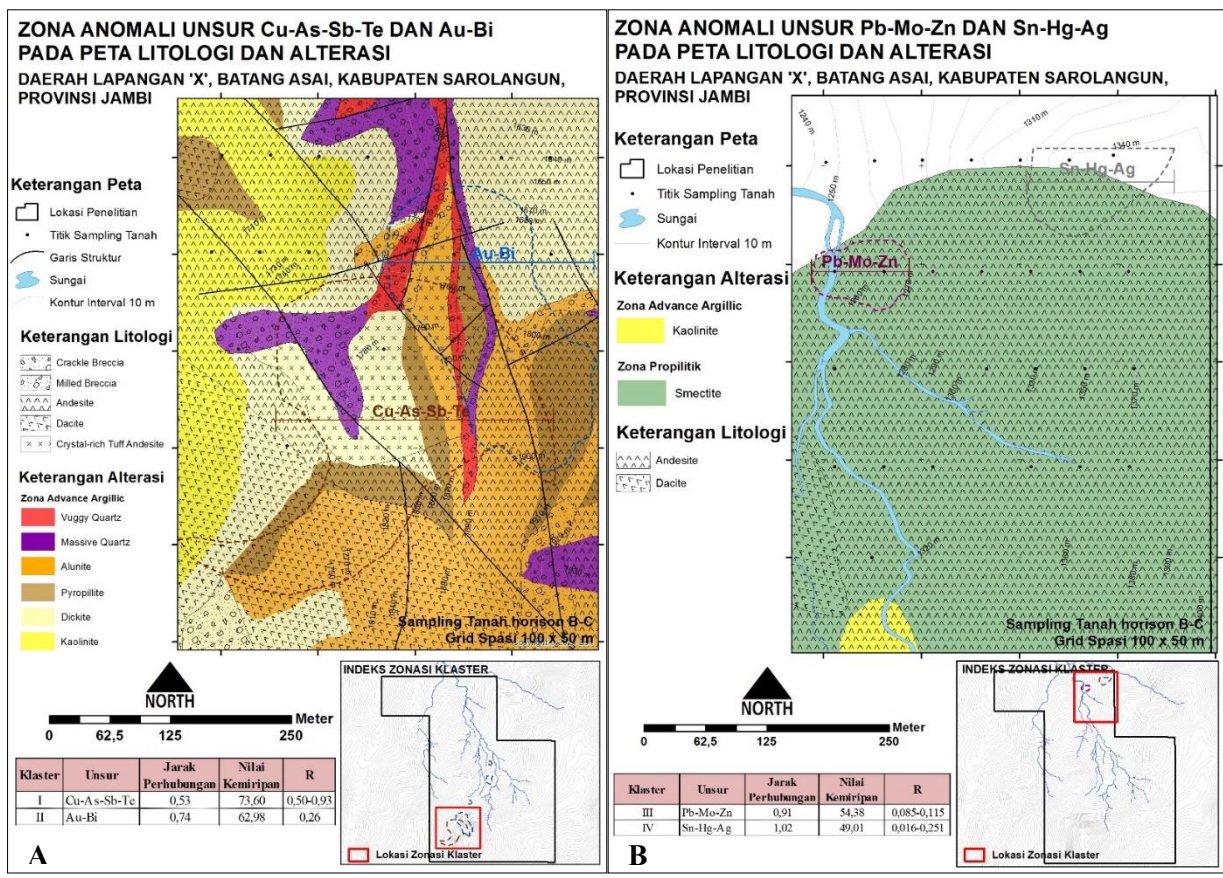 ZONA ANOMALI UNSUR Cu-As-Sb-Te DAN Au-Bi
PADA PETA LITOLOGI DAN ALTERASI
DAERAH LAPANGAN 'X', BATANG ASAI, KABUPATEN SAROLANGUN,
PROVINSI JAMBI
Keterangan Peta
Lokasi Penelitian
Titik Sampling Tanah
Garis Struktur
Sungai
Kontur Interval 10 m
Keterangan Litologi
Crackle Breccia
Milled Breccia
Andesite
Dacite
Crystal-rich Tuff Andesite
Keterangan Alterasi
Zona Advance Argillic
Vuggy Quartz
Massive Quartz
Alunite
Pyropillite
Dickite
Kaolinite
Au-Bi
Cu-As-Sb-Te
Sampling Tanah horison B-C
Grid Spasi 100 x 50 m
NORTH
Meter
0 62,5 125 250
INDEKS ZONASI KLASTER
Lokasi Zonasi Klaster
Klaster Unsur Jarak Perhubungan Nilai Kemiripan R
I Cu-As-Sb-Te 0,53 73,60 0,50-0,93
II Au-Bi 0,74 62,98 0,26
A
ZONA ANOMALI UNSUR Pb-Mo-Zn DAN Sn-Hg-Ag
PADA PETA LITOLOGI DAN ALTERASI
DAERAH LAPANGAN 'X', BATANG ASAI, KABUPATEN SAROLANGUN,
PROVINSI JAMBI
Keterangan Peta
Lokasi Penelitian
Titik Sampling Tanah
Sungai
Kontur Interval 10 m
Keterangan Alterasi
Zona Advance Argillic
Kaolinite
Zona Propilitik
Smectite
Keterangan Litologi
Andesite
Dacite
1240 m
1250 m
1310 m
1340 m
Sn-Hg-Ag
Pb-Mo-Zn
Sampling Tanah horison B-C
Grid Spasi 100 x 50 m
NORTH
Meter
0 62,5 125 250
INDEKS ZONASI KLASTER
Lokasi Zonasi Klaster
Klaster Unsur Jarak Perhubungan Nilai Kemiripan R
III Pb-Mo-Zn 0,91 54,38 0,085-0,115
IV Sn-Hg-Ag 1,02 49,01 0,016-0,251
B